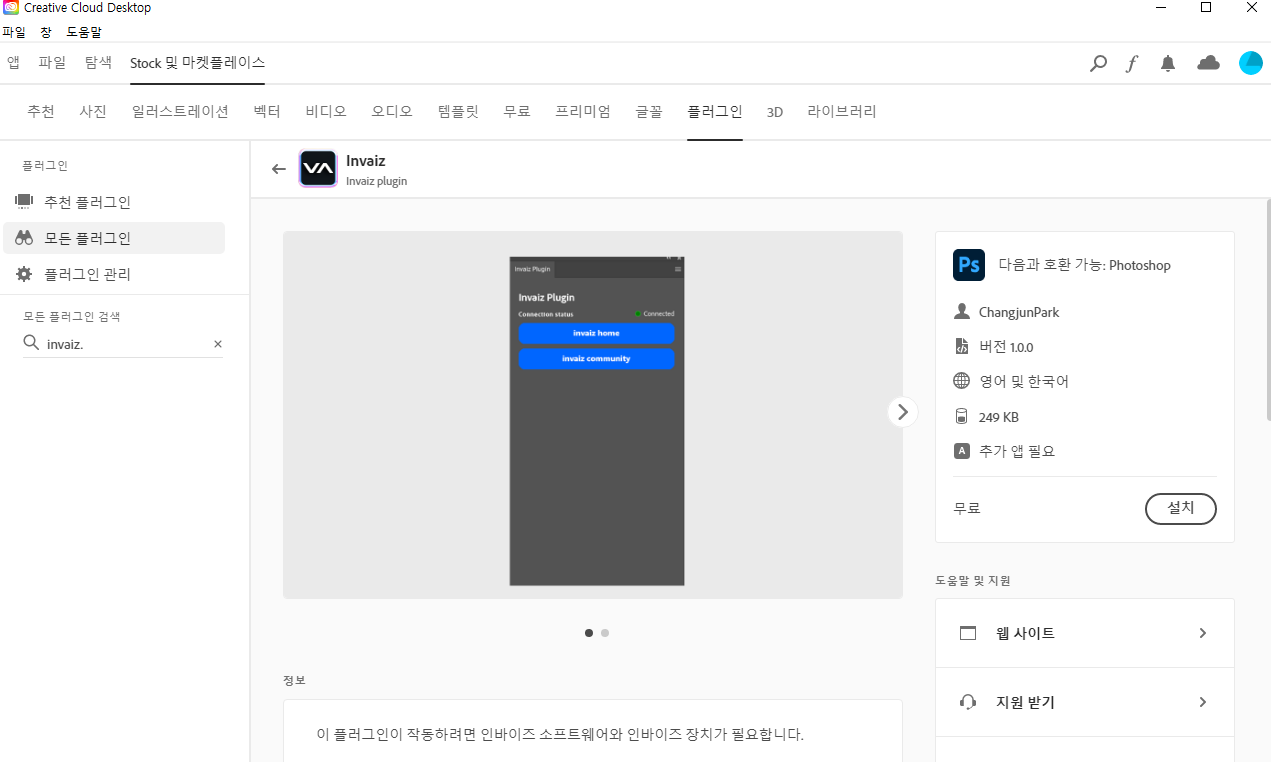 Creative Cloud Desktop
파일 창 도움말
앱 파일 탐색 Stock 및 마켓플레이스
추천 사진 일러스트레이션 벡터 비디오 오디오 템플릿 무료 프리미엄 글꼴 플러그인 3D 라이브러리
플러그인
추천 플러그인
모든 플러그인
플러그인 관리
모든 플러그인 검색
invaiz.
Invaiz
Invaiz plugin
Invaiz Plugin
Invaiz Plugin
Connection status Connected
invaiz home
invaiz community
정보
이 플러그인이 작동하려면 인바이즈 소프트웨어와 인바이즈 장치가 필요합니다.
Ps 다음과 호환 가능: Photoshop
ChangjunPark
버전 1.0.0
영어 및 한국어
249 KB
A 추가 앱 필요
무료 설치
도움말 및 지원
웹 사이트
지원 받기